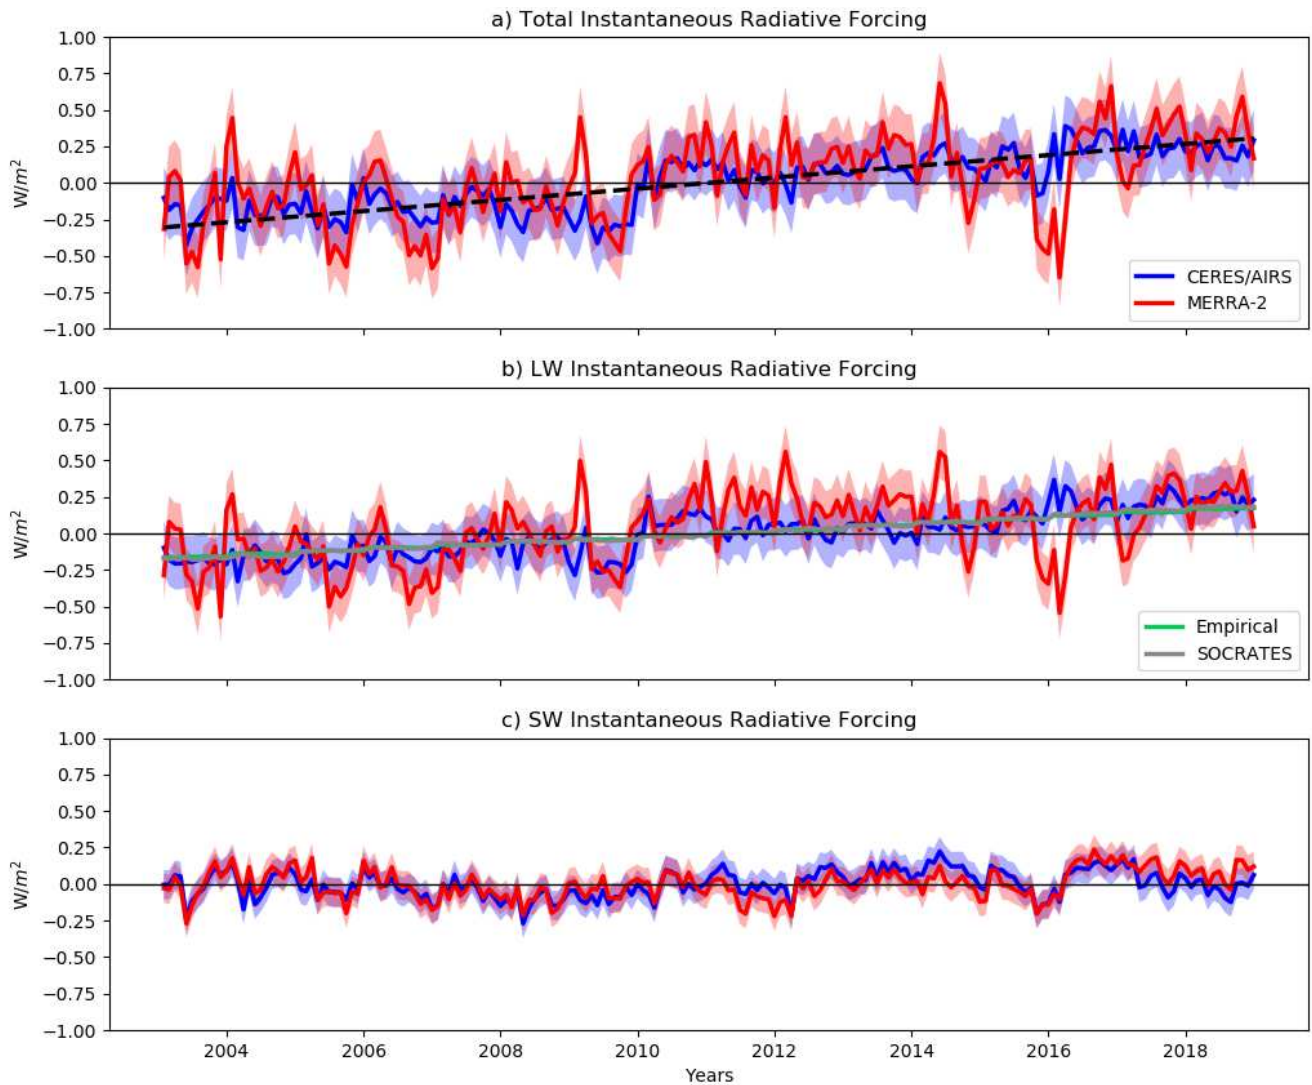 a) Total Instantaneous Radiative Forcing
1.00
0.75
0.50
0.25
0.00
−0.25
−0.50
−0.75
−1.00
W/m²
CERES/AIRS
MERRA-2
b) LW Instantaneous Radiative Forcing
1.00
0.75
0.50
0.25
0.00
−0.25
−0.50
−0.75
−1.00
W/m²
Empirical
SOCRATES
c) SW Instantaneous Radiative Forcing
1.00
0.75
0.50
0.25
0.00
−0.25
−0.50
−0.75
−1.00
W/m²
2004 2006 2008 2010 2012 2014 2016 2018
Years